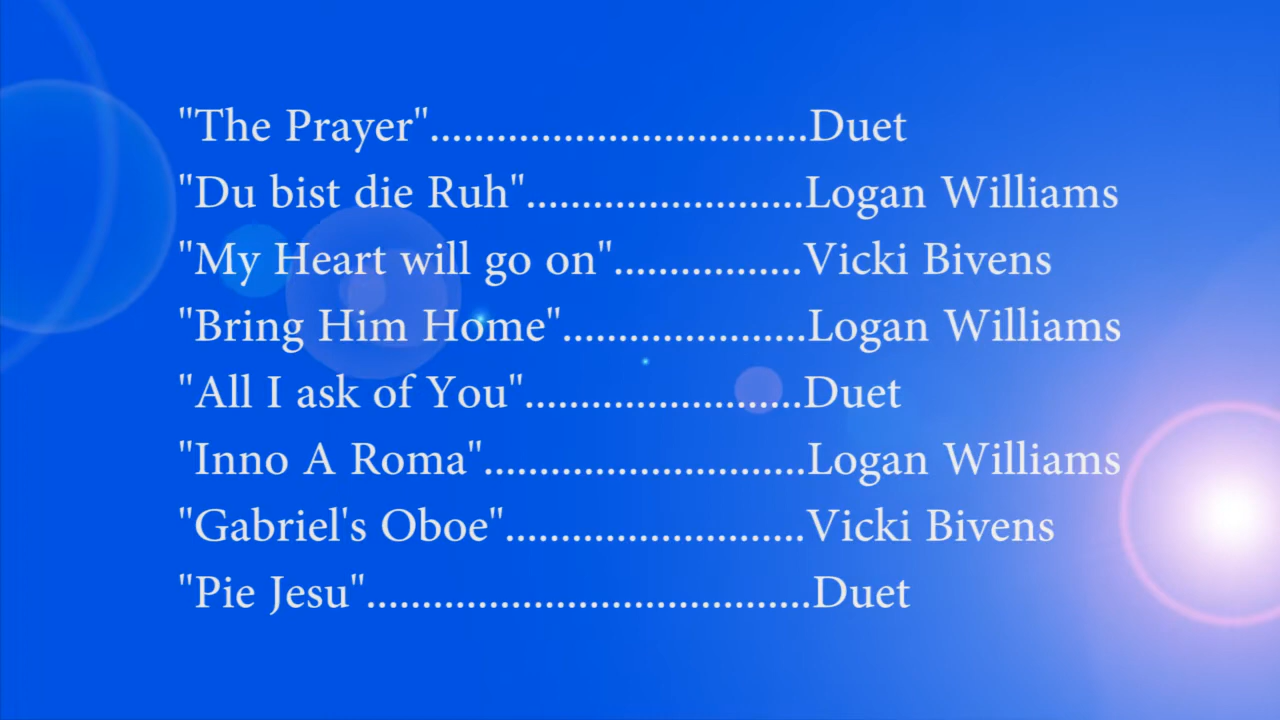 "The Prayer"..................................Duet
"Du bist die Ruh".........................Logan Williams
"My Heart will go on".................Vicki Bivens
"Bring Him Home"......................Logan Williams
"All I ask of You".........................Duet
"Inno A Roma".............................Logan Williams
"Gabriel's Oboe"...........................Vicki Bivens
"Pie Jesu"........................................Duet